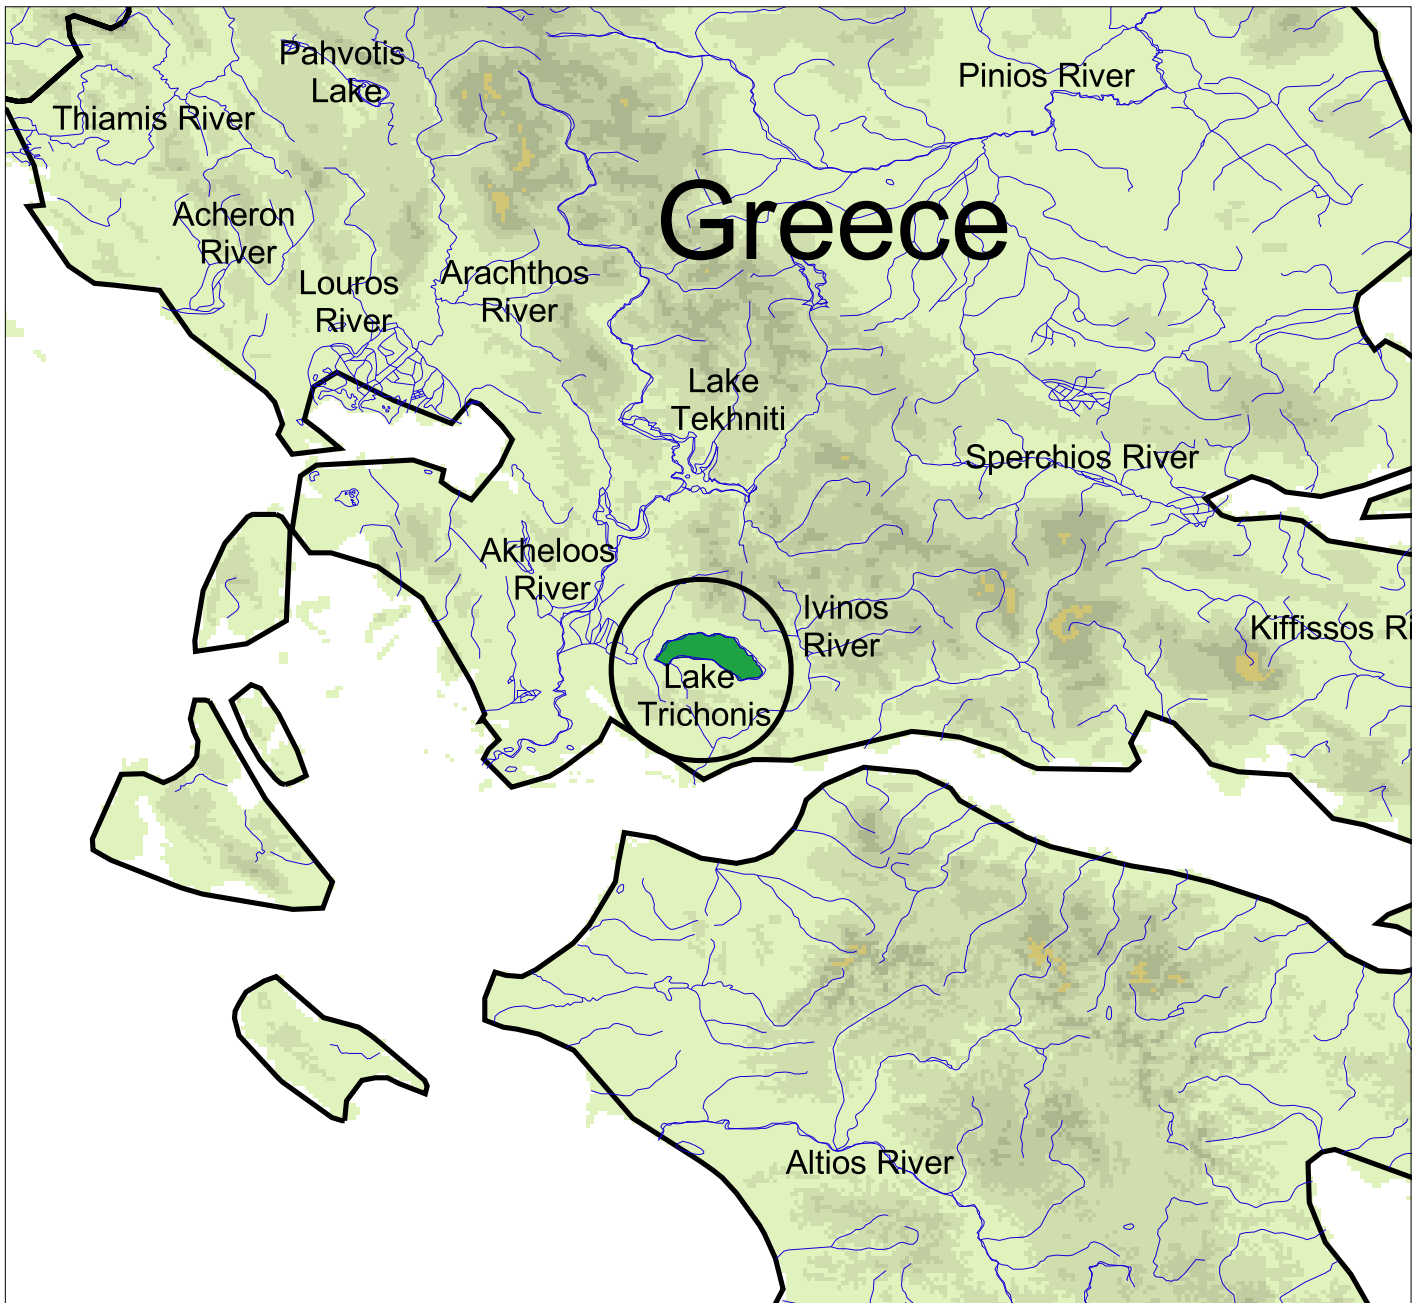 Pahvotis
Lake
Pinios River
Thiamis River
Greece
Acheron
River
Louros
River
Arachthos
River
Lake
Tekhniti
Sperchios River
Akheloos
River
Ivinos
River
Kiffissos Ri
Lake
Trichonis
Altios River